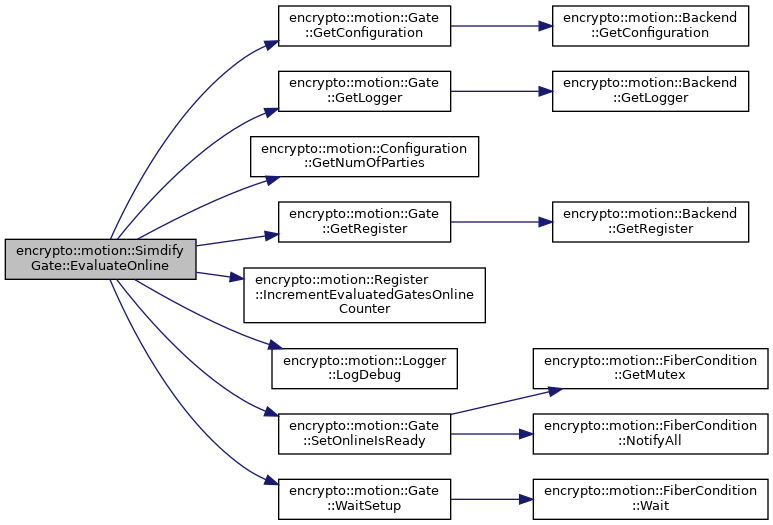 encrypto::motion::Simdify
Gate::EvaluateOnline
encrypto::motion::Gate
::GetConfiguration
encrypto::motion::Backend
::GetConfiguration
encrypto::motion::Gate
::GetLogger
encrypto::motion::Backend
::GetLogger
encrypto::motion::Configuration
::GetNumOfParties
encrypto::motion::Gate
::GetRegister
encrypto::motion::Backend
::GetRegister
encrypto::motion::Register
::IncrementEvaluatedGatesOnline
Counter
encrypto::motion::Logger
::LogDebug
encrypto::motion::Gate
::SetOnlineIsReady
encrypto::motion::FiberCondition
::GetMutex
encrypto::motion::FiberCondition
::NotifyAll
encrypto::motion::Gate
::WaitSetup
encrypto::motion::FiberCondition
::Wait